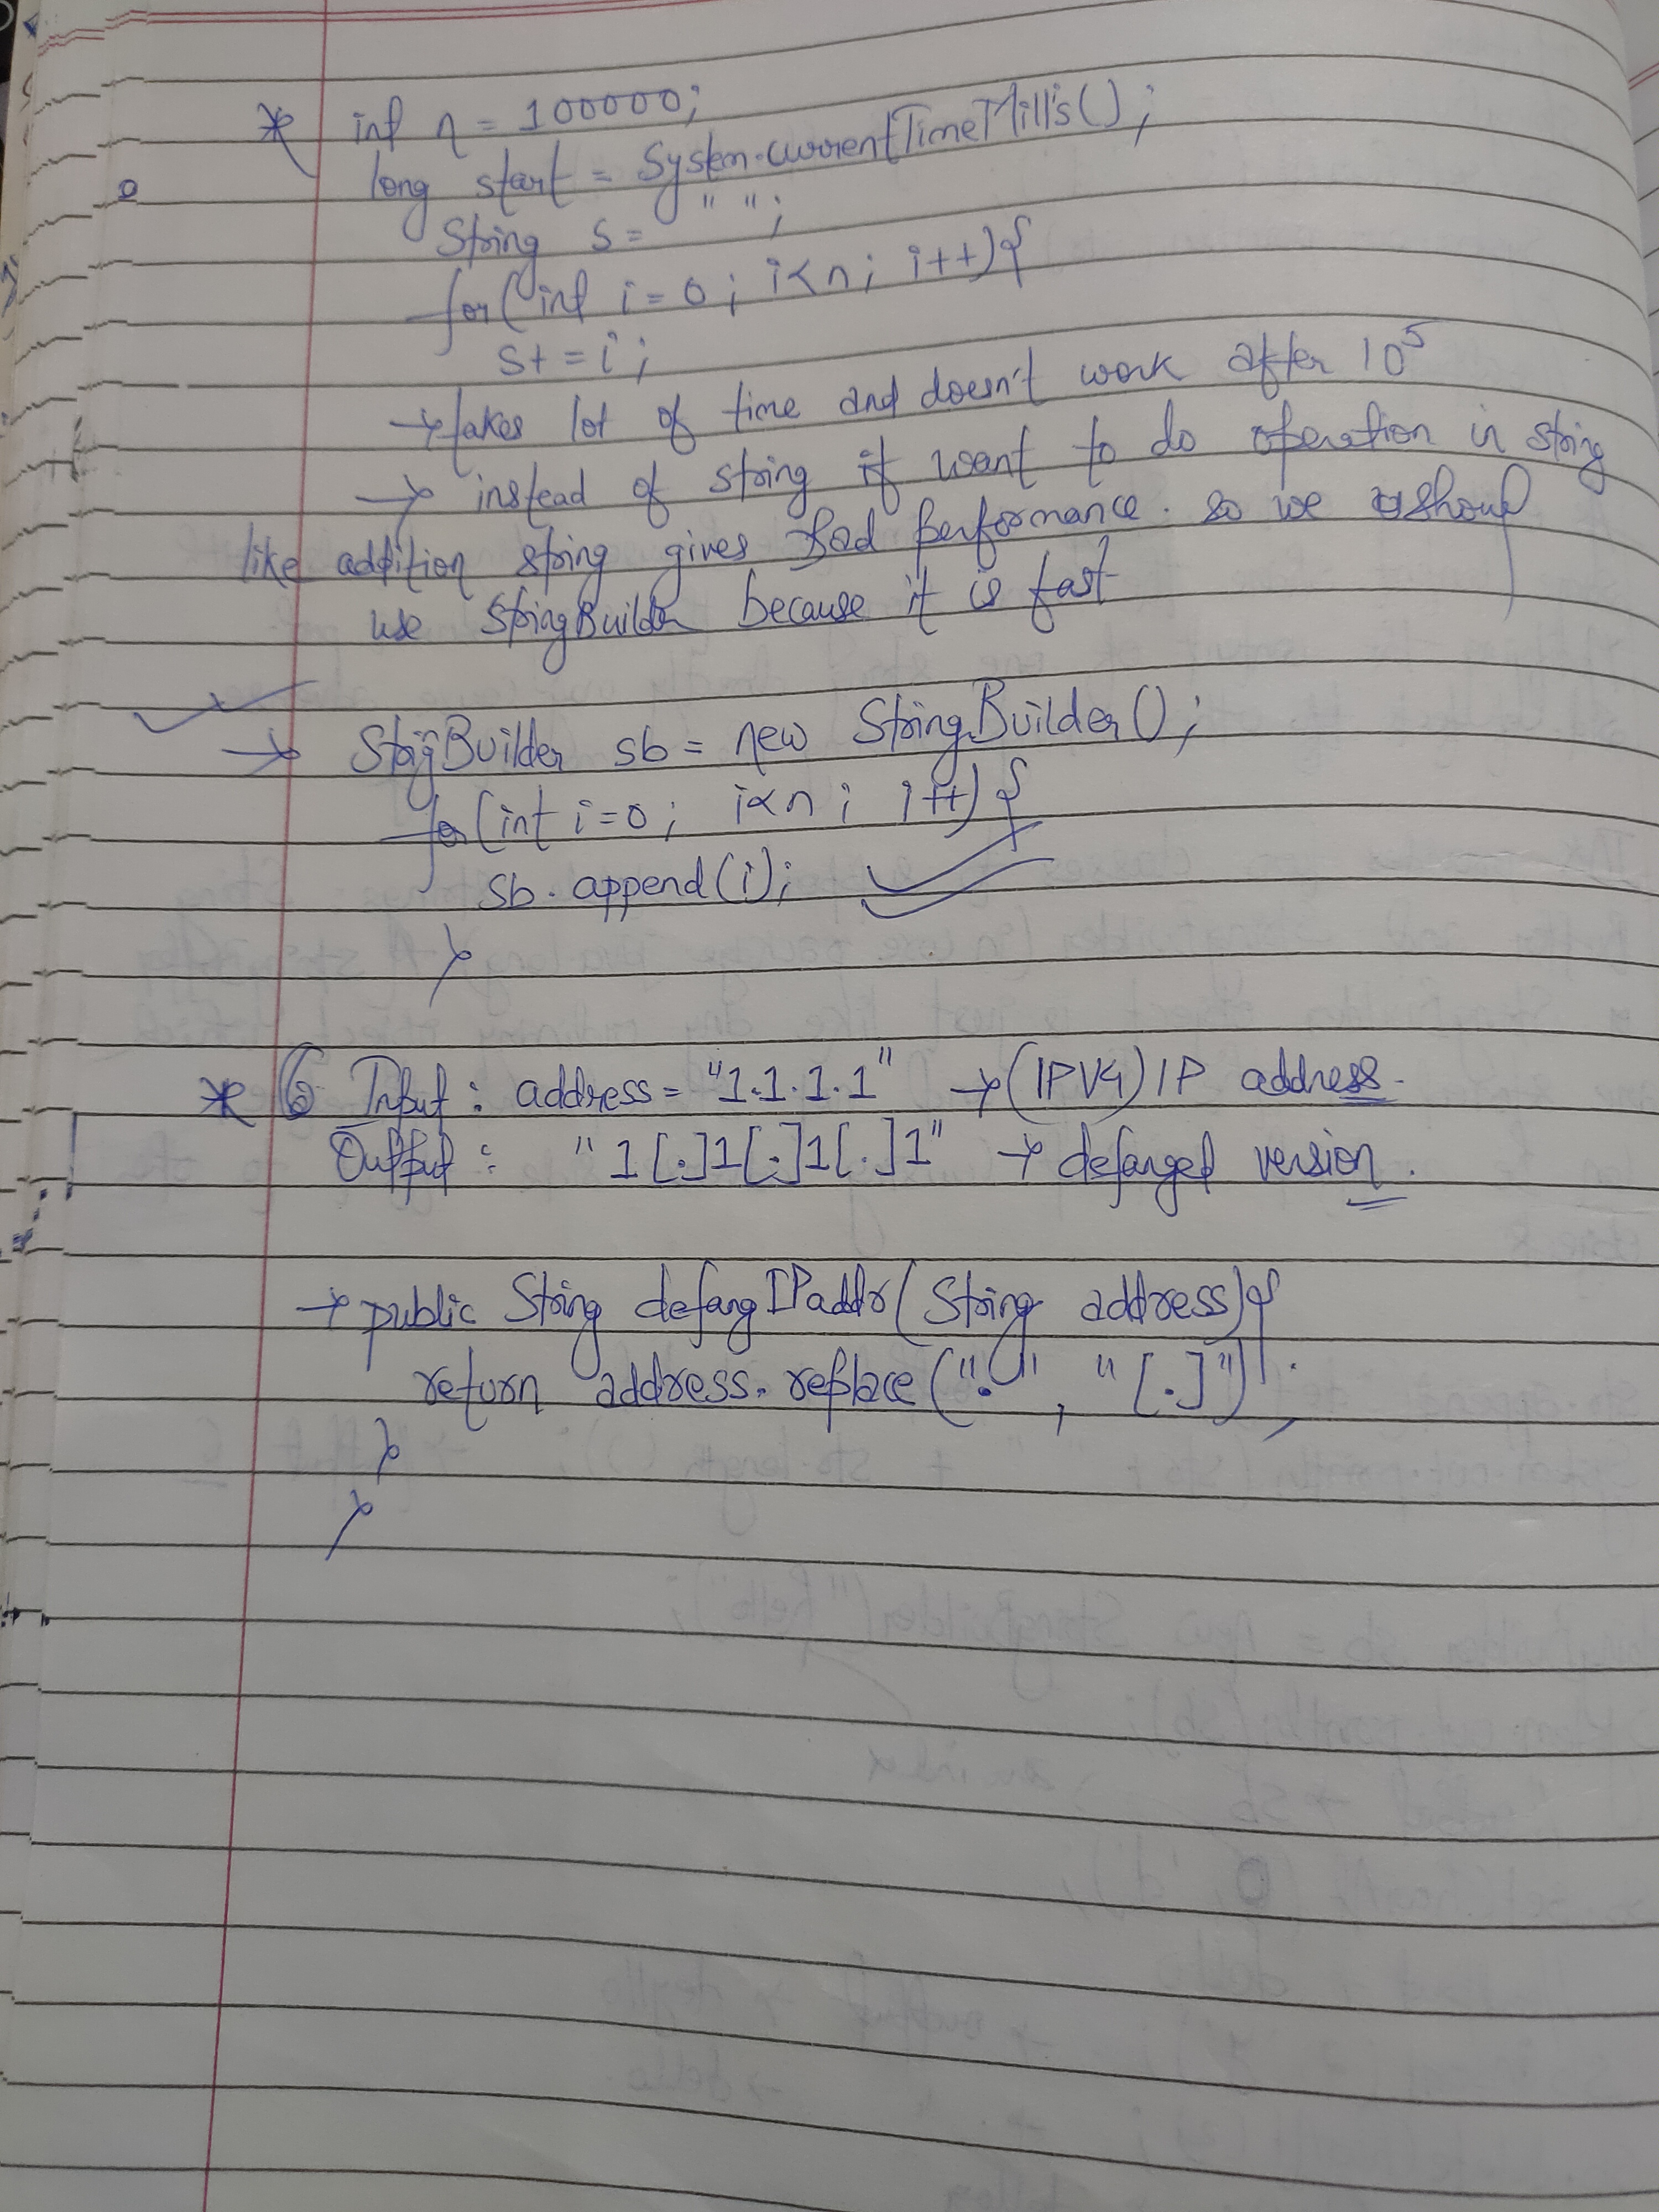 * int n = 100000;
long start = System.currentTimeMills();
String s = " ";
for(int i=0; i<n; i++){
s+=i;
→ takes lot of time and doesn't work after 10^5
→ instead of string if want to do operation in string
like addition string gives bad performance. so we should
use StringBuilder because it is fast
→ StringBuilder sb = new StringBuilder();
for(int i=0; i<n; i++){
sb.append(i);
}
* 6 Input: address = "1.1.1.1" → (IPV4) IP address.
Output: "1[.]1[.]1[.]1" → defanged version.
→ public String defangIPaddr(String address){
return address.replace(".", "[.]");
}
}